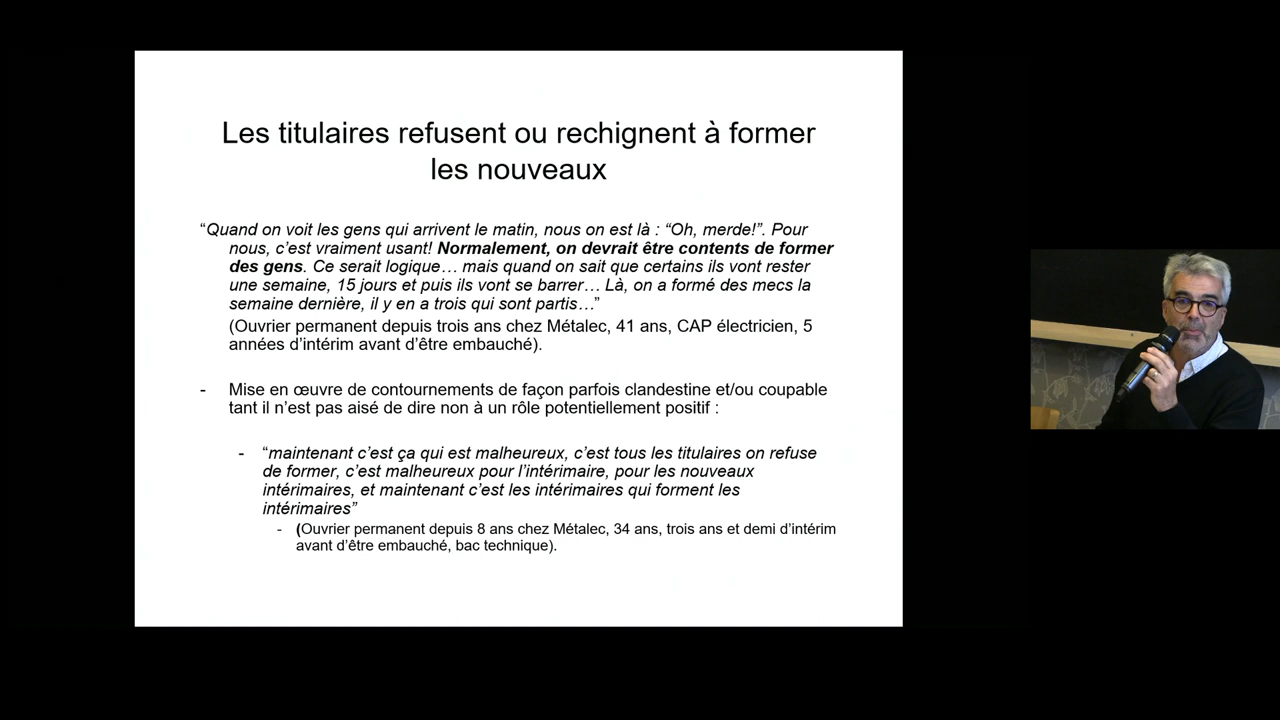 Les titulaires refusent ou rechignent à former
les nouveaux
“Quand on voit les gens qui arrivent le matin, nous on est là : “Oh, merde!”. Pour
nous, c’est vraiment usant! Normalement, on devrait être contents de former
des gens. Ce serait logique… mais quand on sait que certains ils vont rester
une semaine, 15 jours et puis ils vont se barrer… Là, on a formé des mecs la
semaine dernière, il y en a trois qui sont partis…”
(Ouvrier permanent depuis trois ans chez Métalec, 41 ans, CAP électricien, 5
années d’intérim avant d’être embauché).
- Mise en œuvre de contournements de façon parfois clandestine et/ou coupable
tant il n’est pas aisé de dire non à un rôle potentiellement positif :
- “maintenant c’est ça qui est malheureux, c’est tous les titulaires on refuse
de former, c’est malheureux pour l’intérimaire, pour les nouveaux
intérimaires, et maintenant c’est les intérimaires qui forment les
intérimaires”
- (Ouvrier permanent depuis 8 ans chez Métalec, 34 ans, trois ans et demi d’intérim
avant d’être embauché, bac technique).